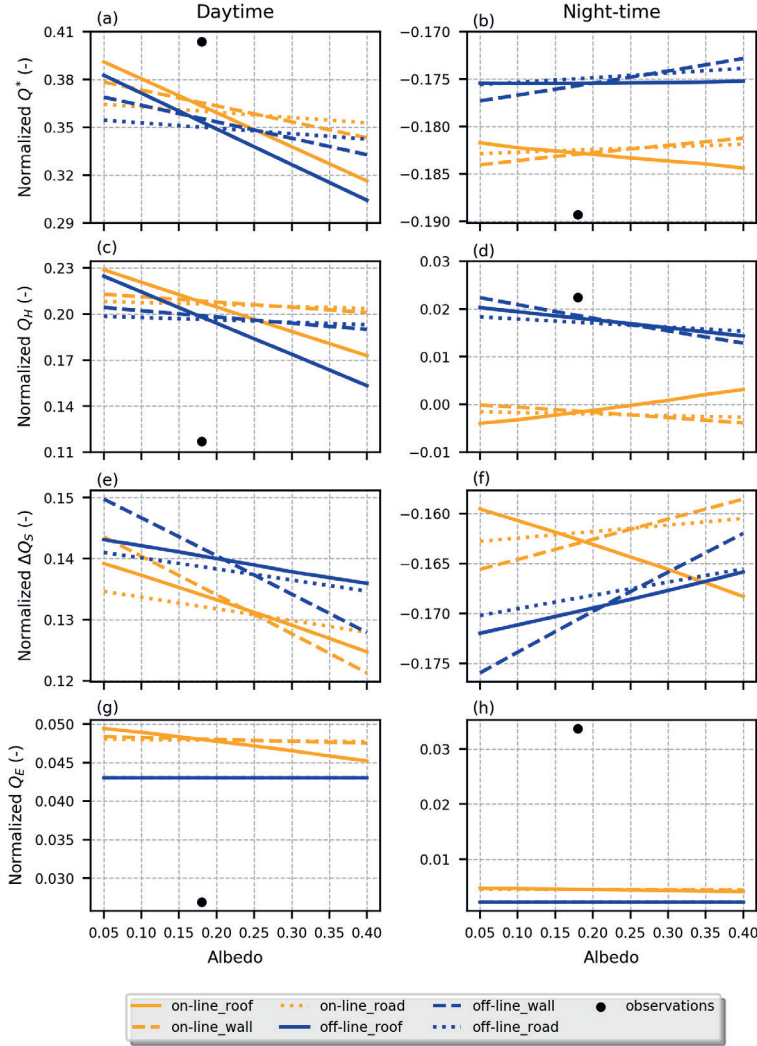 Daytime Night-time
(a) (b)
Normalized Q* (-)
0.41
0.38
0.35
0.32
0.29
−0.170
−0.175
−0.180
−0.185
−0.190
(c) (d)
Normalized Q_H (-)
0.23
0.20
0.17
0.14
0.11
0.03
0.02
0.01
0.00
−0.01
(e) (f)
Normalized ΔQ_S (-)
0.15
0.14
0.13
0.12
−0.160
−0.165
−0.170
−0.175
(g) (h)
Normalized Q_E (-)
0.050
0.045
0.040
0.035
0.030
0.03
0.02
0.01
0.05 0.10 0.15 0.20 0.25 0.30 0.35 0.40 0.05 0.10 0.15 0.20 0.25 0.30 0.35 0.40
Albedo Albedo
on-line_roof on-line_road off-line_wall observations
on-line_wall off-line_roof off-line_road